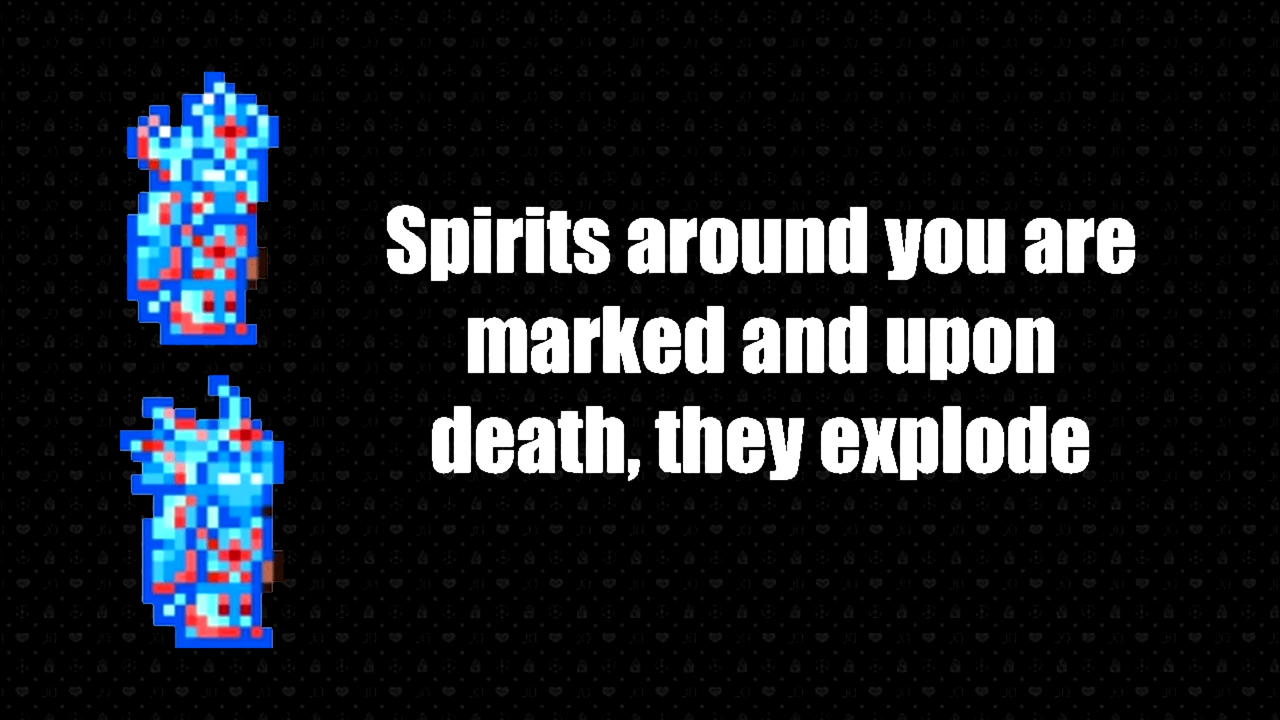 Spirits around you are
marked and upon
death, they explode